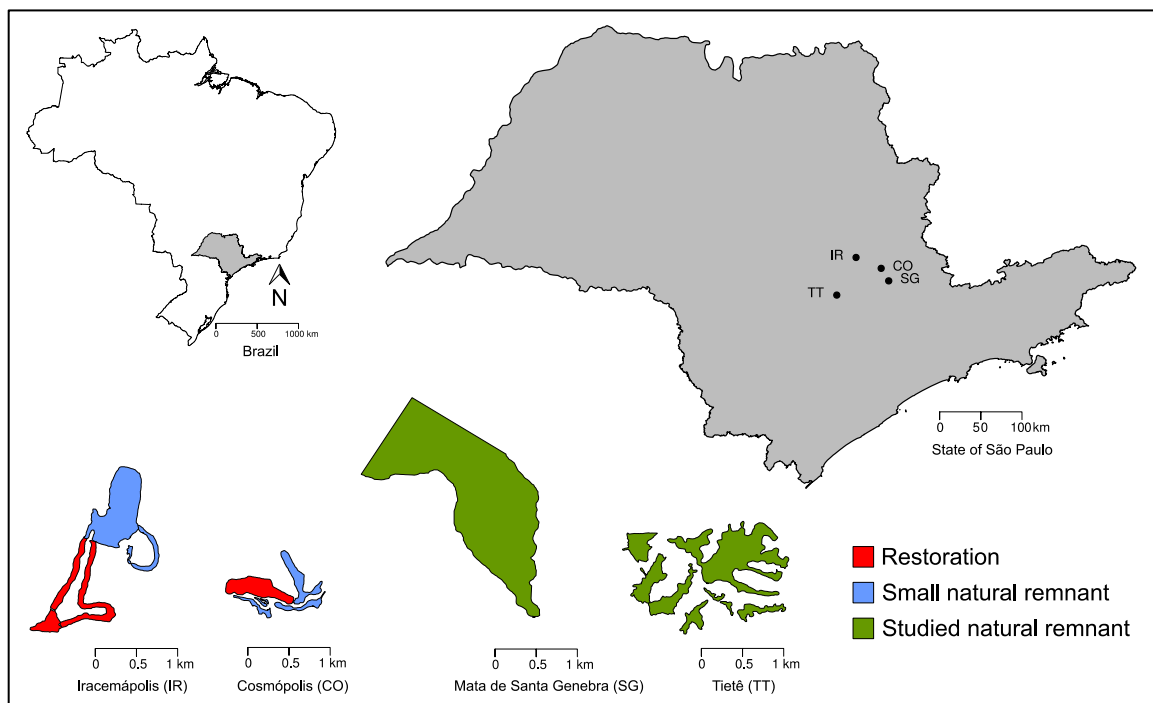 N
0 500 1000 km
Brazil
IR
CO
SG
TT
0 50 100 km
State of São Paulo
0 0.5 1 km
Iracemápolis (IR)
0 0.5 1 km
Cosmópolis (CO)
0 0.5 1 km
Mata de Santa Genebra (SG)
0 0.5 1 km
Tietê (TT)
Restoration
Small natural remnant
Studied natural remnant